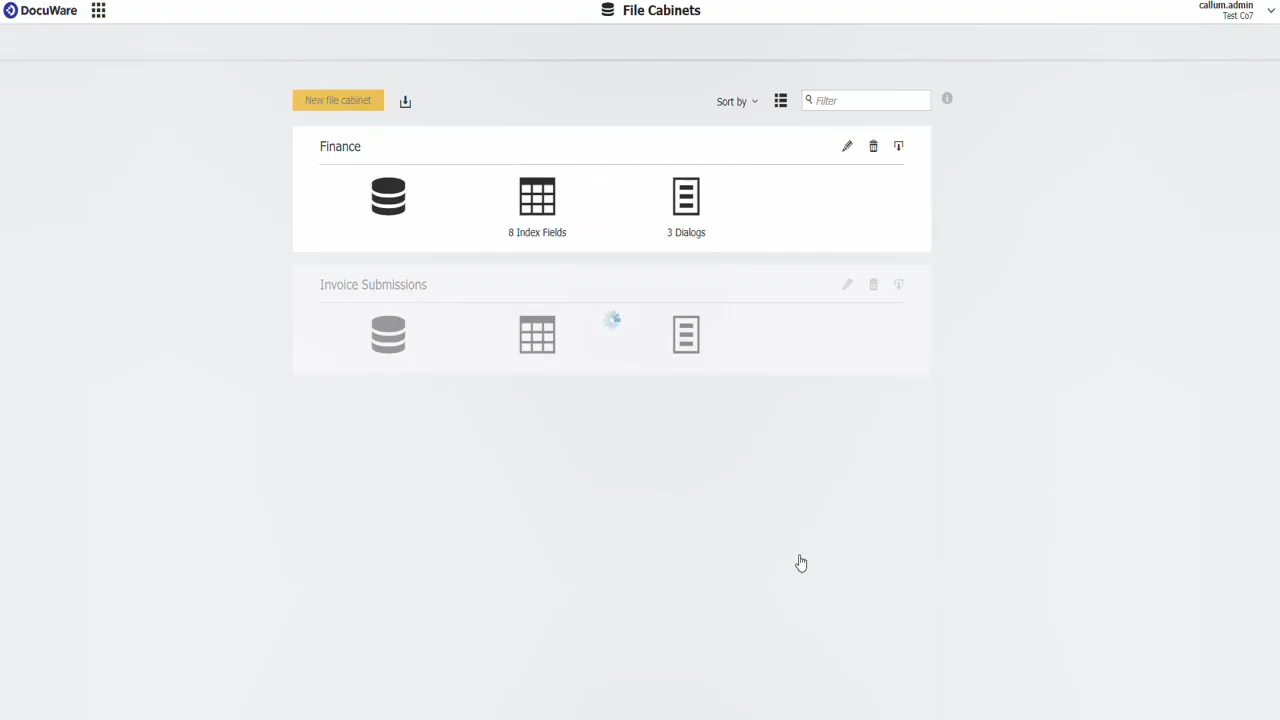 DocuWare
File Cabinets
callum.admin
Test Co7
New file cabinet
Sort by
Filter
Finance
8 Index Fields
3 Dialogs
Invoice Submissions